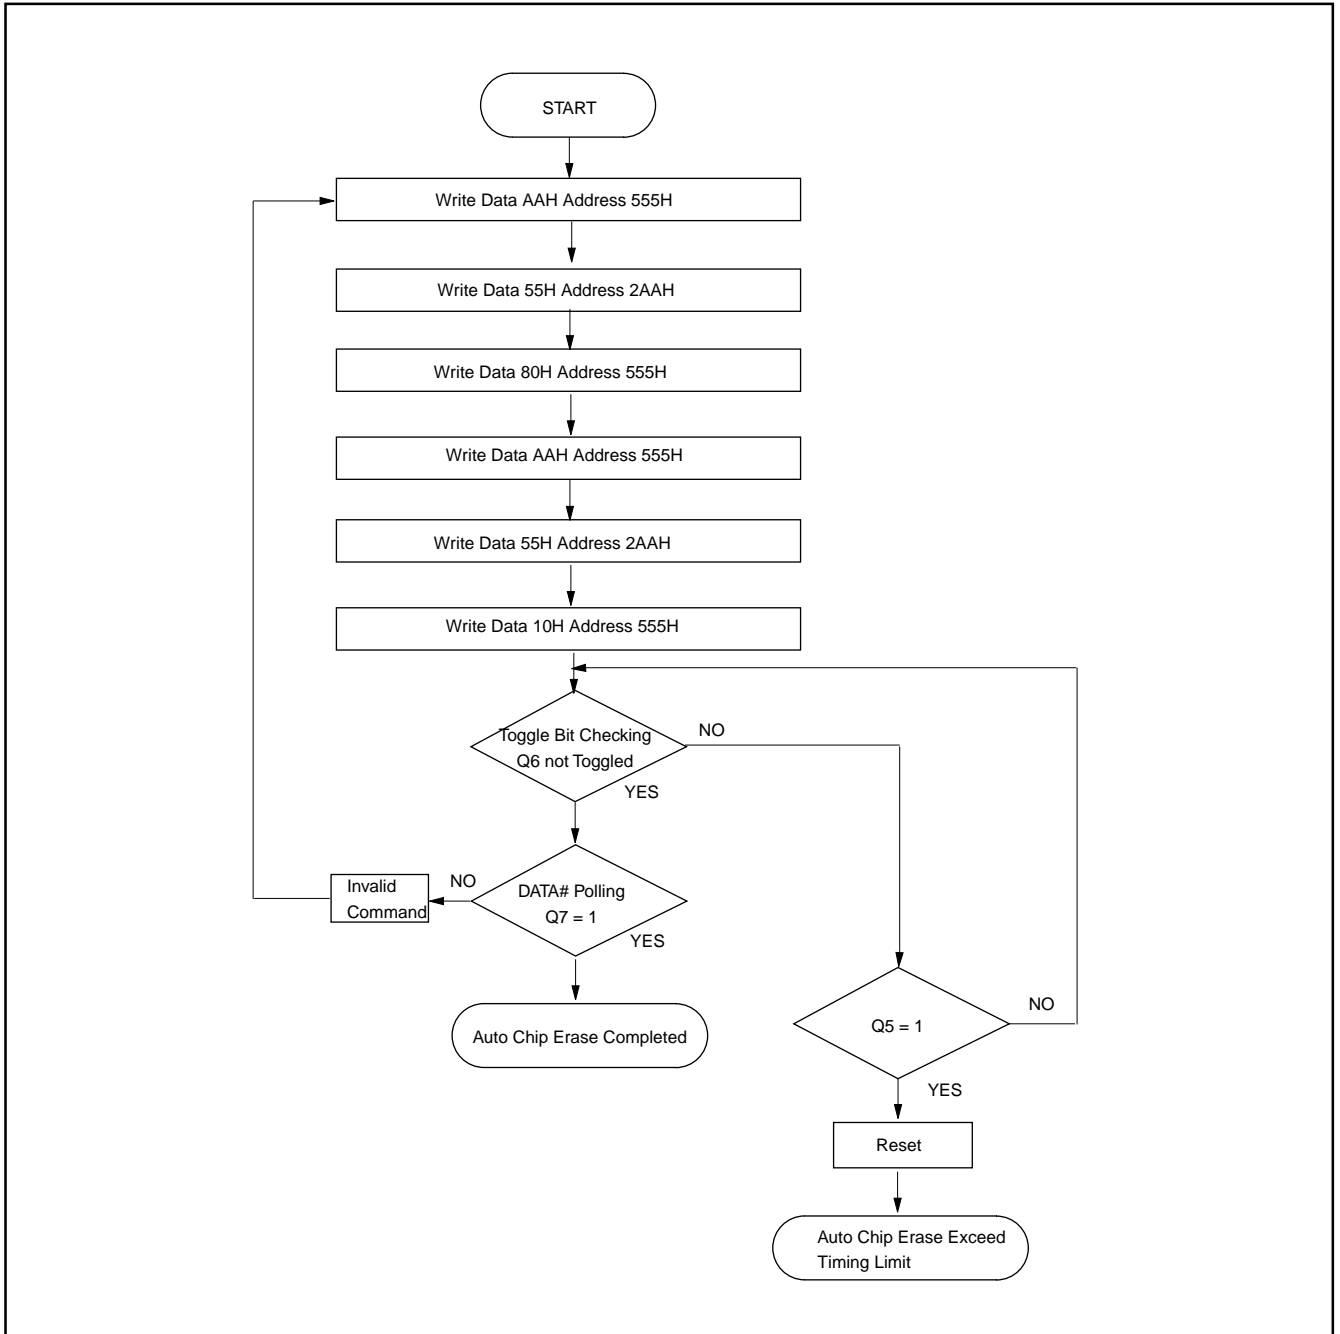 START
Write Data AAH Address 555H
Write Data 55H Address 2AAH
Write Data 80H Address 555H
Write Data AAH Address 555H
Write Data 55H Address 2AAH
Write Data 10H Address 555H
Toggle Bit Checking
Q6 not Toggled
NO
YES
Invalid
Command
NO
DATA# Polling
Q7 = 1
YES
Auto Chip Erase Completed
Q5 = 1
NO
YES
Reset
Auto Chip Erase Exceed
Timing Limit